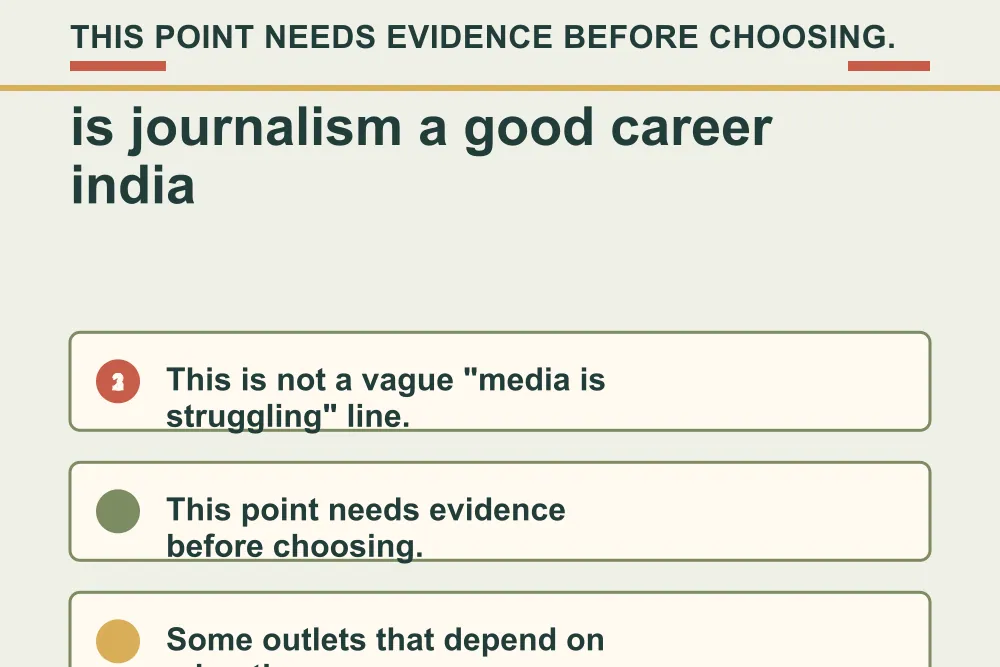 THIS POINT NEEDS EVIDENCE BEFORE CHOOSING.
is journalism a good career
india
This is not a vague "media is
struggling" line.
This point needs evidence
before choosing.
Some outlets that depend on